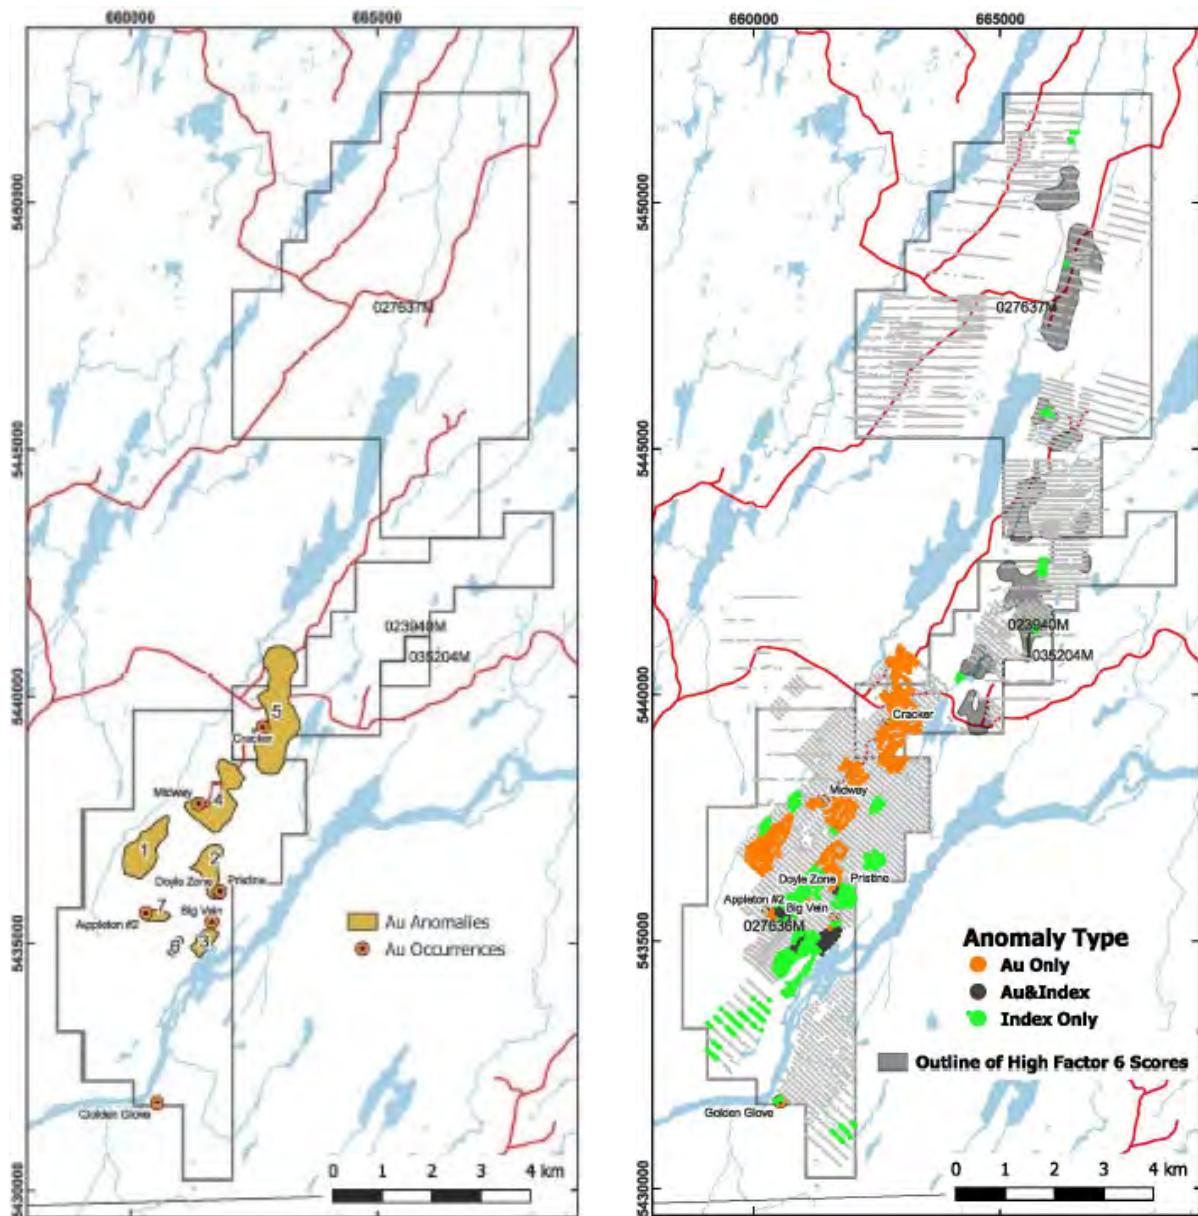 660000
665000
5450000
027637M
5445000
023940M
035204M
5440000
5
Cracker
Midway
4
1
2
Doyle Zone
Pristine
7
Big Vein
Appleton #2
6
3
5435000
Au Anomalies
Au Occurrences
Golden Glove
0 1 2 3 4 km
5430000
660000
665000
5450000
027637M
5445000
023940M
035204M
5440000
Cracker
Midway
Doyle Zone
Pristine
Appleton #2
Big Vein
027636M
5435000
Anomaly Type
Au Only
Au&Index
Index Only
Outline of High Factor 6 Scores
Golden Glove
0 1 2 3 4 km
5430000